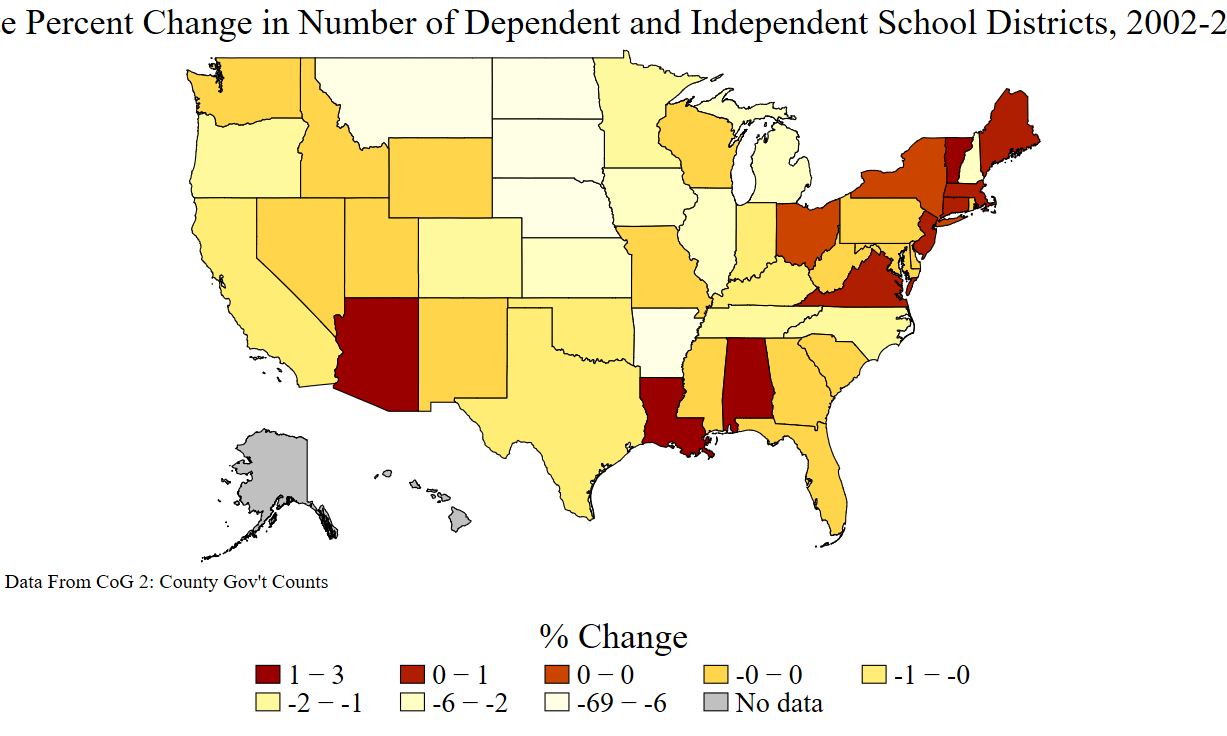 e Percent Change in Number of Dependent and Independent School Districts, 2002-2
Data From CoG 2: County Gov't Counts
% Change
1 − 3 0 − 1 0 − 0 -0 − 0 -1 − -0
-2 − -1 -6 − -2 -69 − -6 No data